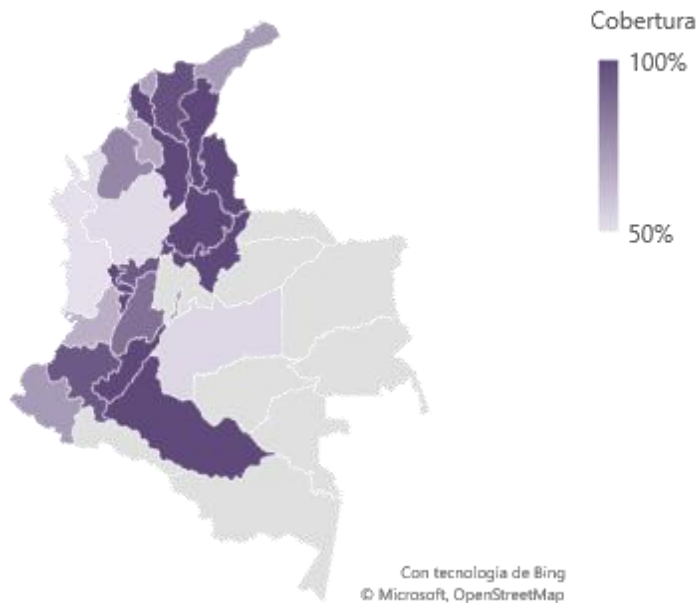 Cobertura
100%
50%
Con tecnología de Bing
© Microsoft, OpenStreetMap